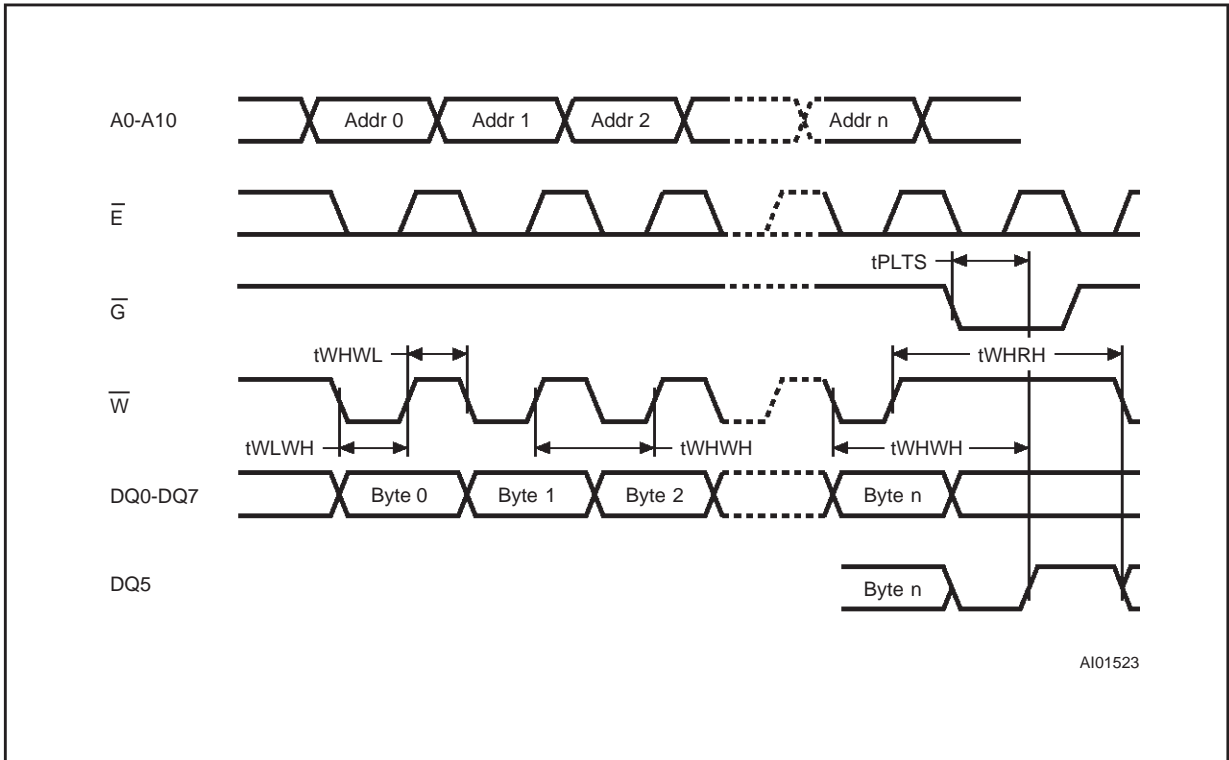 A0-A10
Addr 0
Addr 1
Addr 2
Addr n
E
tPLTS
G
tWHWL
tWHRH
W
tWLWH
tWHWH
tWHWH
DQ0-DQ7
Byte 0
Byte 1
Byte 2
Byte n
DQ5
Byte n
AI01523